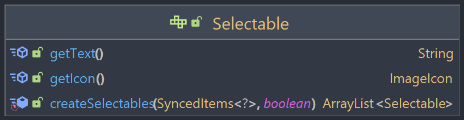 Selectable
getText() String
getIcon() ImageIcon
createSelectables(SyncedItems<?>, boolean) ArrayList<Selectable>